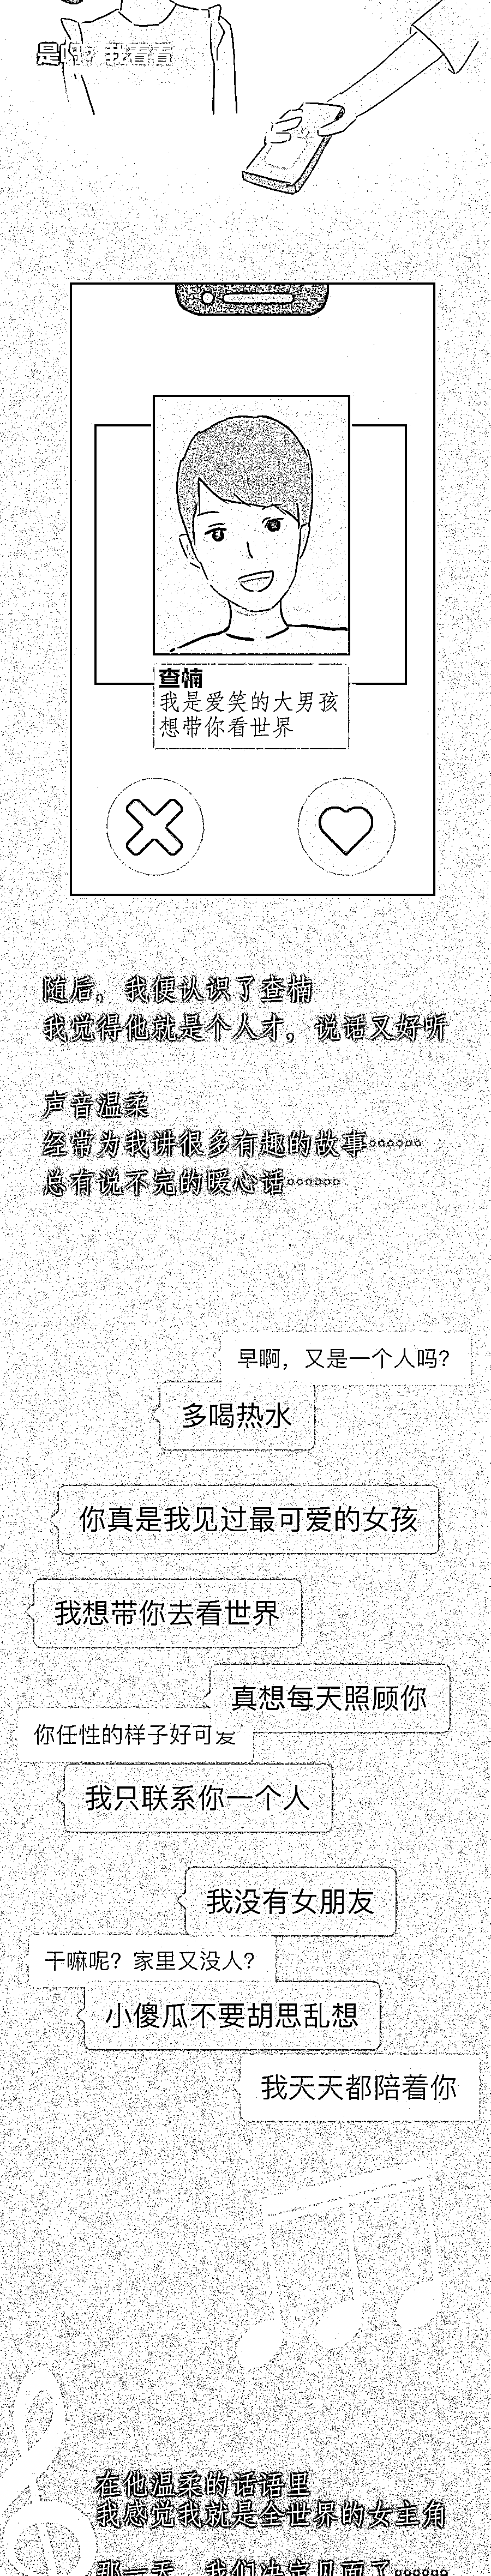 是吗？我看看
查楠
我是爱笑的大男孩
想带你看世界
随后，我便认识了查楠
我觉得他就是个人才，说话又好听
声音温柔
经常为我讲很多有趣的故事……
总有说不完的暖心话……
早啊，又是一个人吗？
多喝热水
你真是我见过最可爱的女孩
我想带你去看世界
真想每天照顾你
你任性的样子好可爱
我只联系你一个人
我没有女朋友
干嘛呢？家里又没人？
小傻瓜不要胡思乱想
我天天都陪着你
在他温柔的话语里
我感觉我就是全世界的女主角
那一天，我们决定见面了……